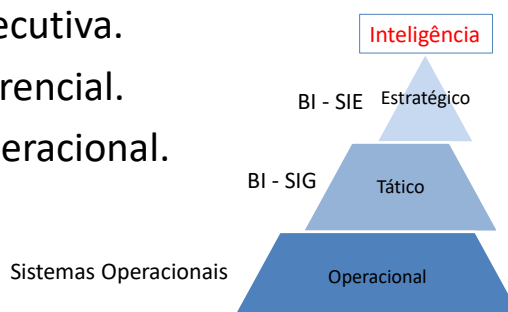 ecutiva.
rencial.
eracional.
Inteligência
BI - SIE Estratégico
BI - SIG Tático
Sistemas Operacionais Operacional